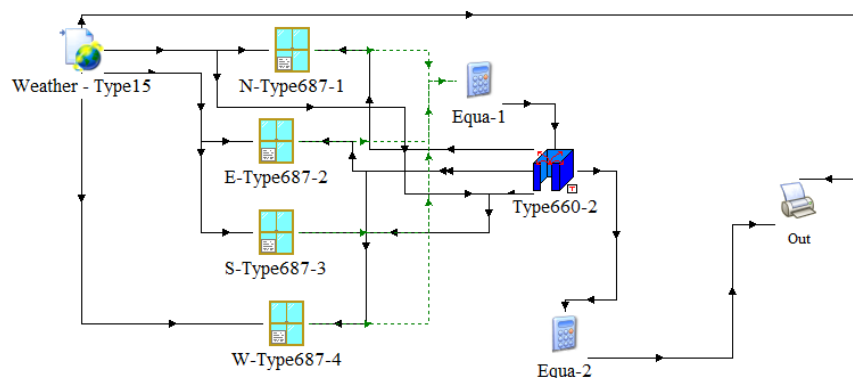 Weather - Type15
N-Type687-1
Equa-1
E-Type687-2
Type660-2
Out
S-Type687-3
W-Type687-4
Equa-2